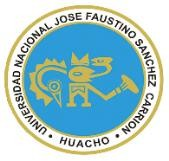 UNIVERSIDAD NACIONAL JOSE FAUSTINO SANCHEZ CARRION
• HUACHO •